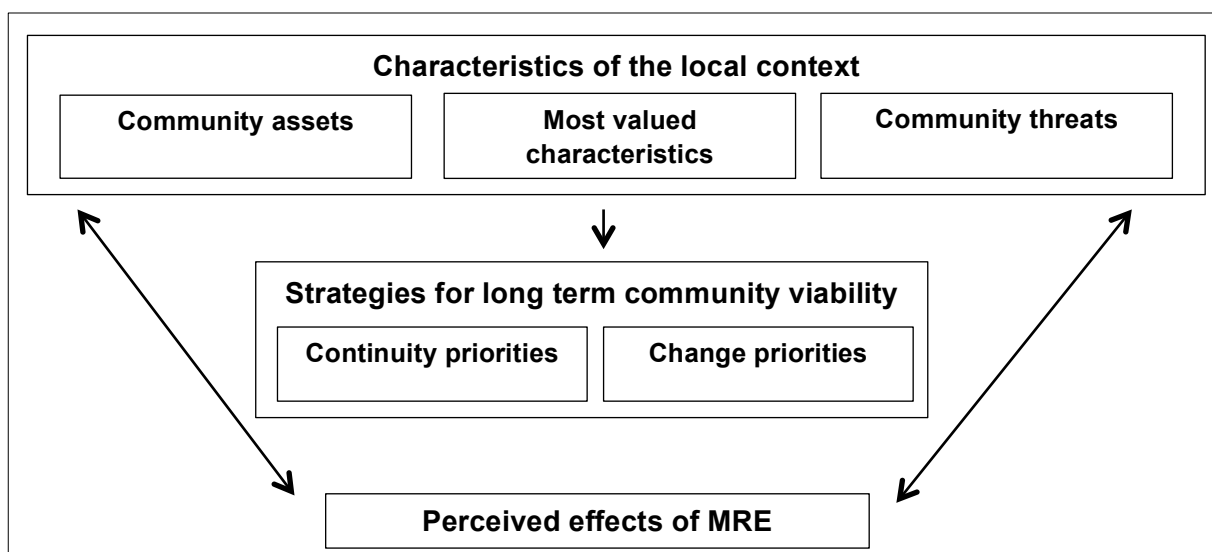 Characteristics of the local context
Community assets
Most valued
characteristics
Community threats
Strategies for long term community viability
Continuity priorities
Change priorities
Perceived effects of MRE